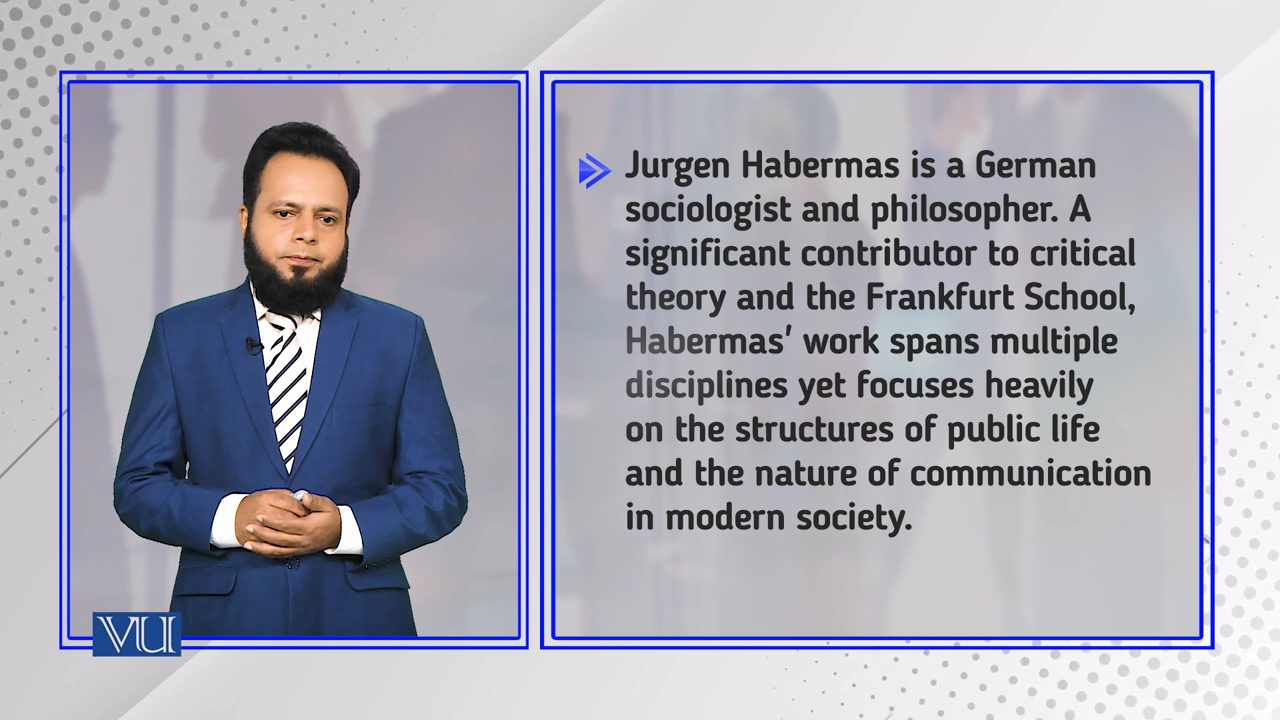 Jurgen Habermas is a German
sociologist and philosopher. A
significant contributor to critical
theory and the Frankfurt School,
Habermas' work spans multiple
disciplines yet focuses heavily
on the structures of public life
and the nature of communication
in modern society.
VU